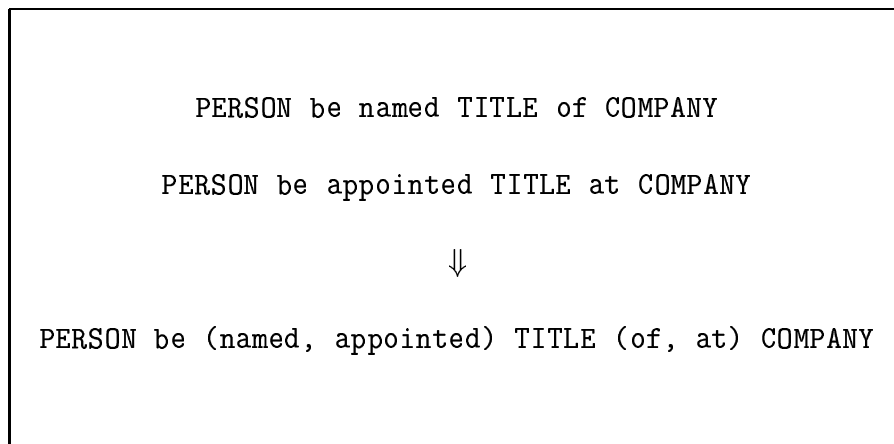 PERSON be named TITLE of COMPANY
PERSON be appointed TITLE at COMPANY
⇓
PERSON be (named, appointed) TITLE (of, at) COMPANY